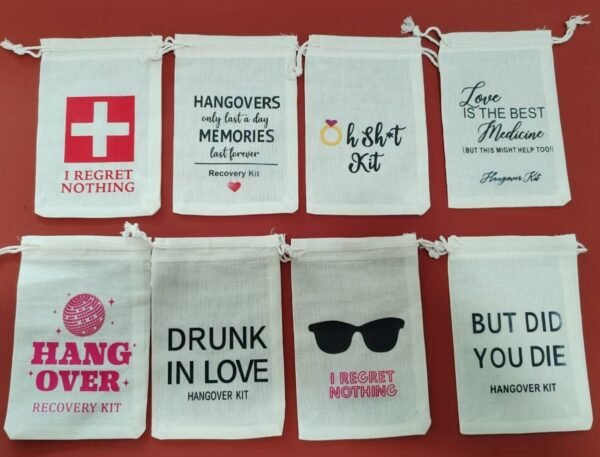 I REGRET
NOTHING
HANGOVERS
only last a day
MEMORIES
last forever
Recovery Kit
Oh Sh*t
Kit
Love
IS THE BEST
Medicine
(BUT THIS MIGHT HELP TOO!)
Hangover Kit
HANG
OVER
RECOVERY KIT
DRUNK
IN LOVE
HANGOVER KIT
I REGRET
NOTHING
BUT DID
YOU DIE
HANGOVER KIT